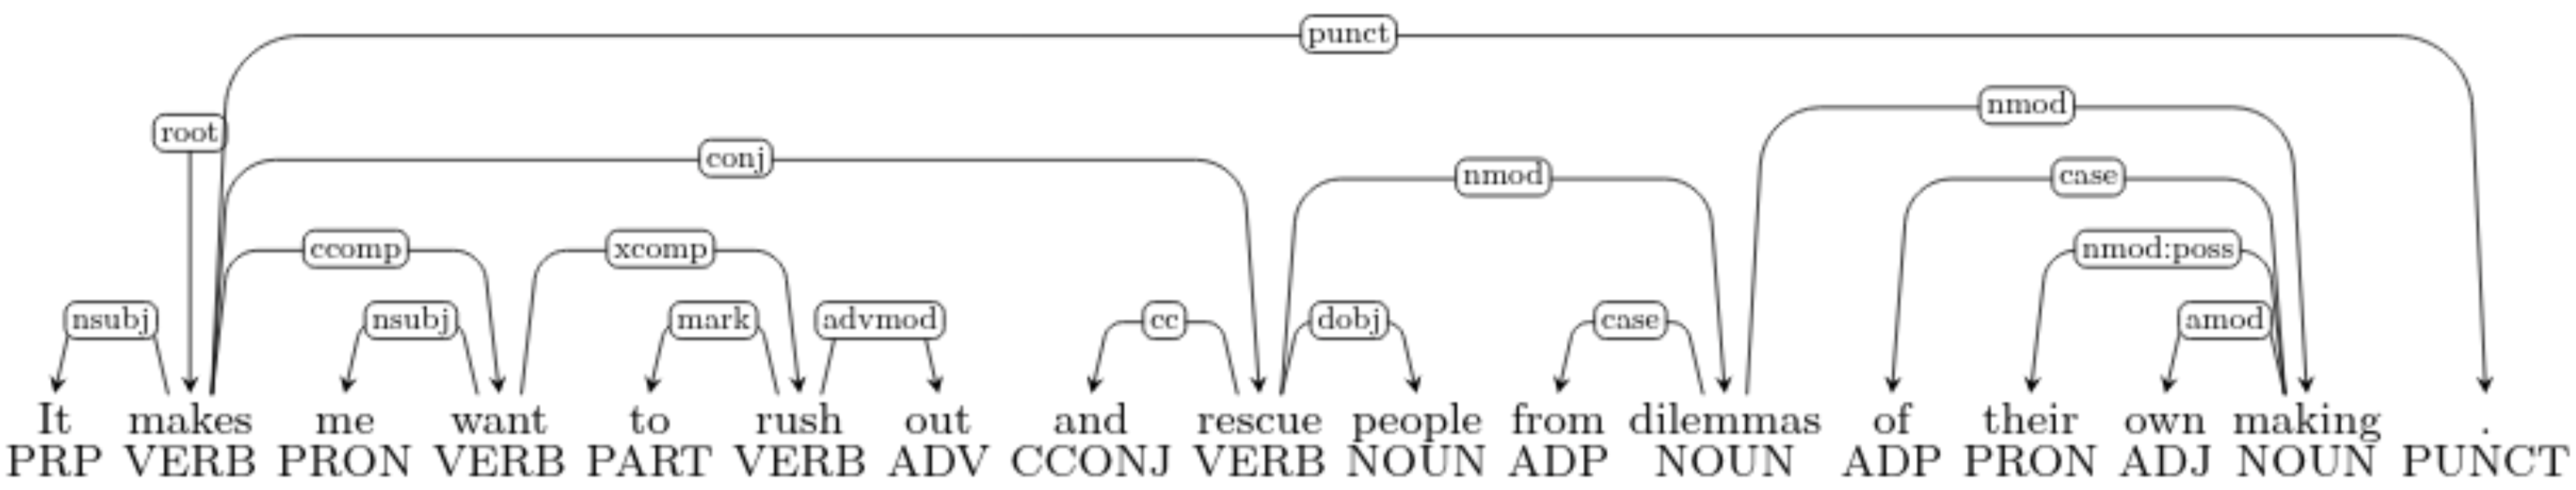 punct
nmod
root
conj
nmod
case
ccomp
xcomp
nmod:poss
nsubj nsubj mark advmod cc dobj case amod
It makes me want to rush out and rescue people from dilemmas of their own making .
PRP VERB PRON VERB PART VERB ADV CCONJ VERB NOUN ADP NOUN ADP PRON ADJ NOUN PUNCT